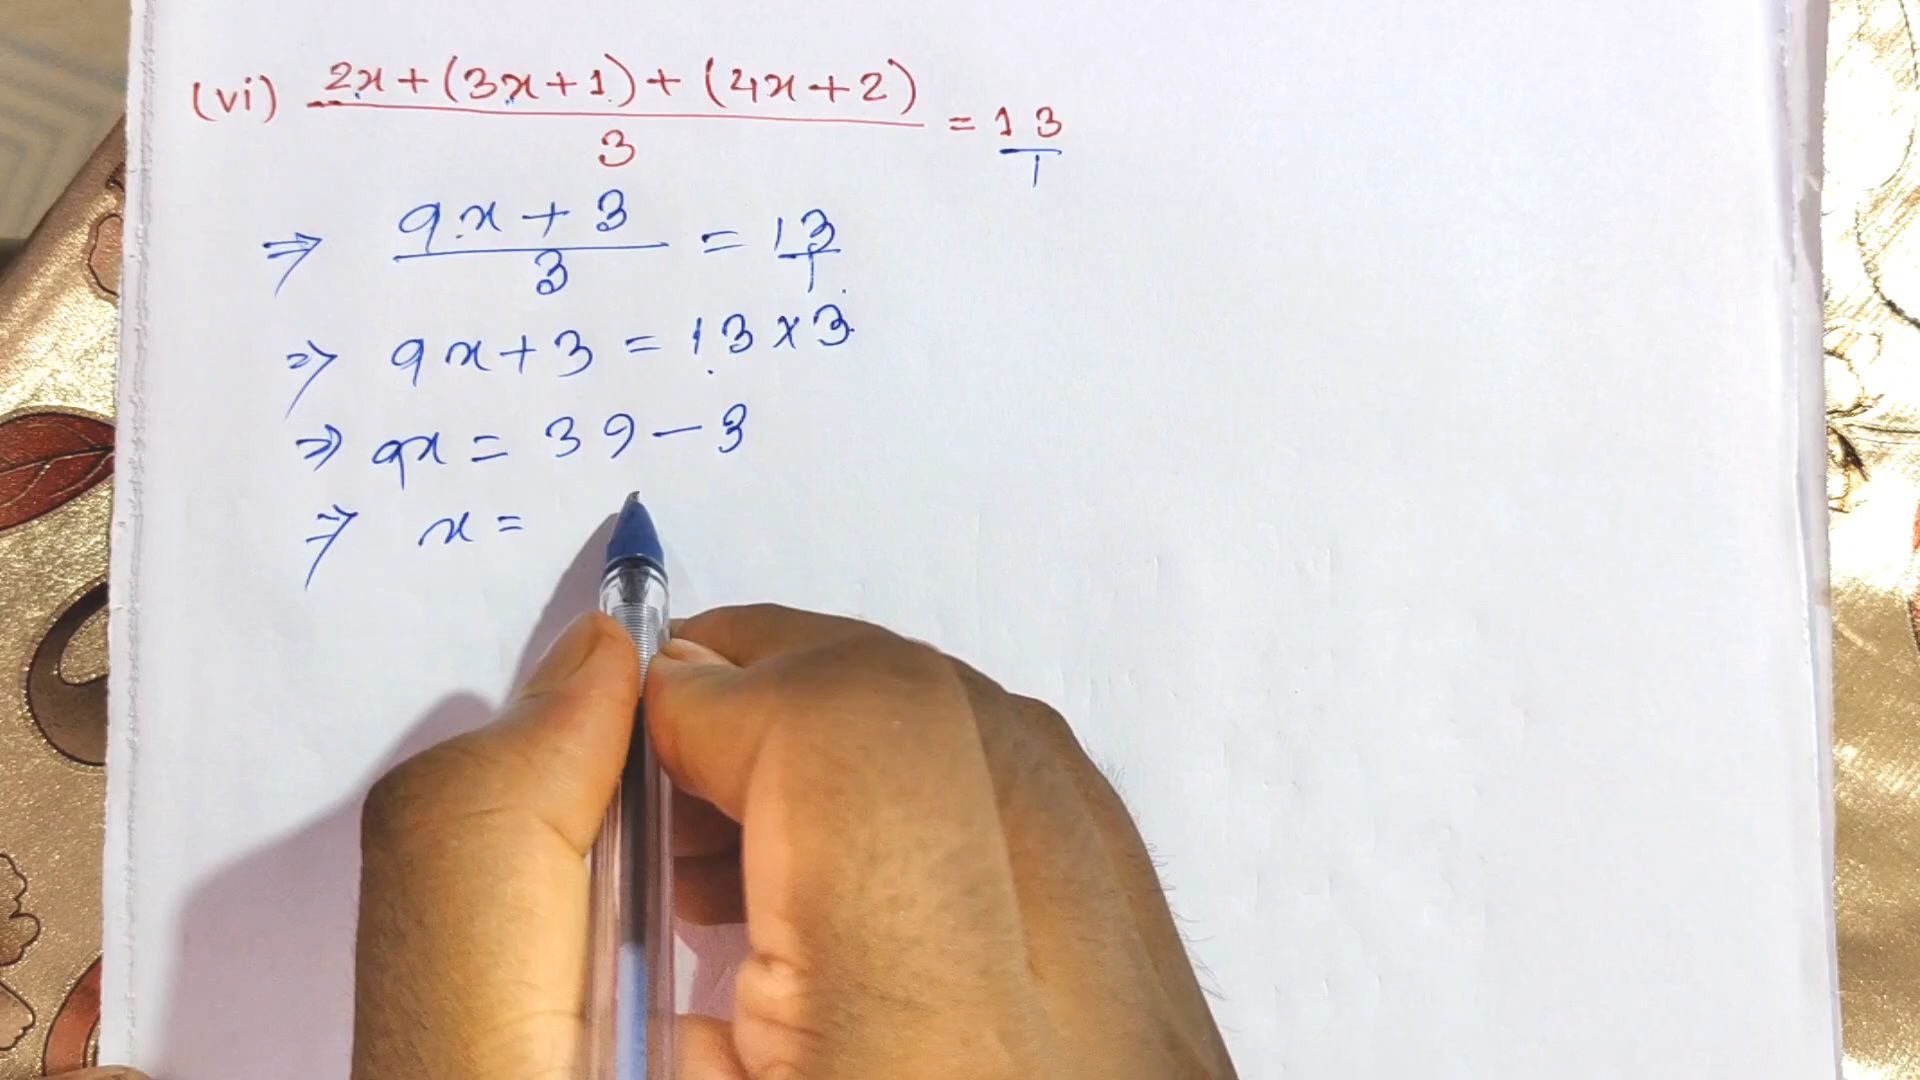 (vi) (2x+(3x+1)+(4x+2))/3 = 13/1
⇒ (9x+3)/3 = 13/1
⇒ 9x+3 = 13×3
⇒ 9x = 39-3
⇒ x =